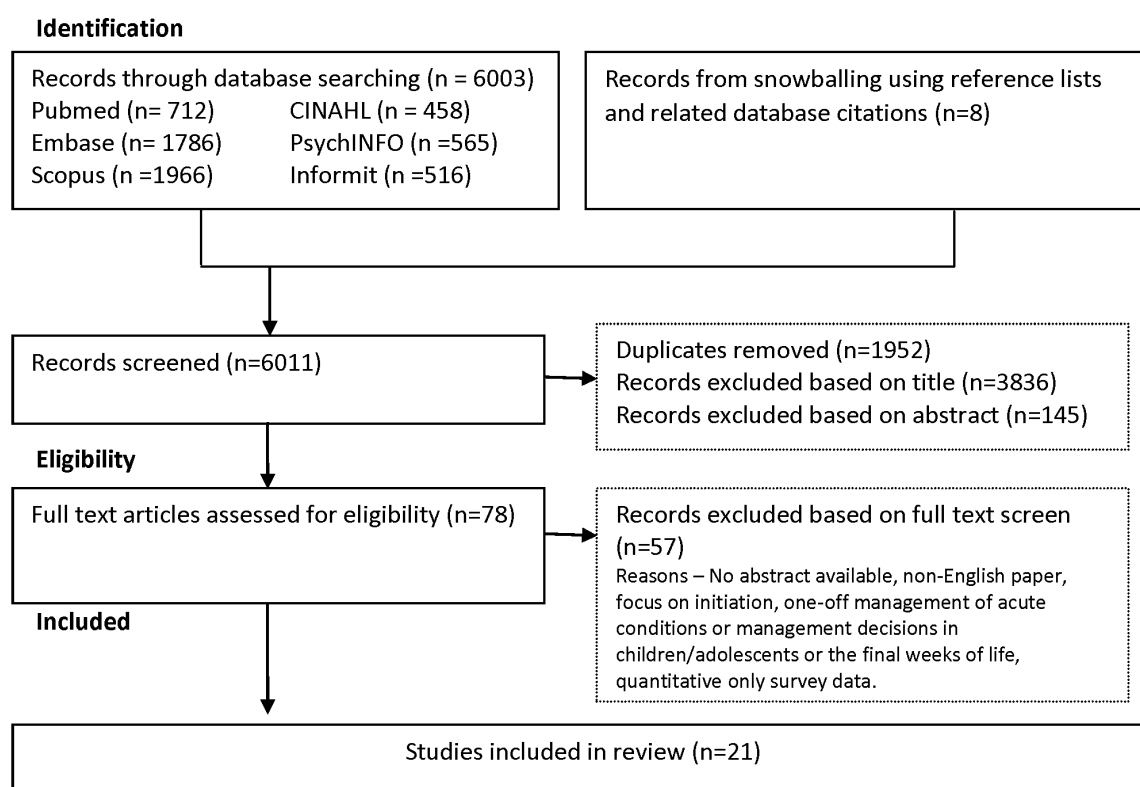 Identification
Records through database searching (n = 6003)
Pubmed (n= 712) CINAHL (n = 458)
Embase (n= 1786) PsychINFO (n =565)
Scopus (n =1966) Informit (n =516)
Records from snowballing using reference lists
and related database citations (n=8)
Records screened (n=6011)
Duplicates removed (n=1952)
Records excluded based on title (n=3836)
Records excluded based on abstract (n=145)
Eligibility
Full text articles assessed for eligibility (n=78)
Records excluded based on full text screen
(n=57)
Reasons – No abstract available, non-English paper,
focus on initiation, one-off management of acute
conditions or management decisions in
children/adolescents or the final weeks of life,
quantitative only survey data.
Included
Studies included in review (n=21)